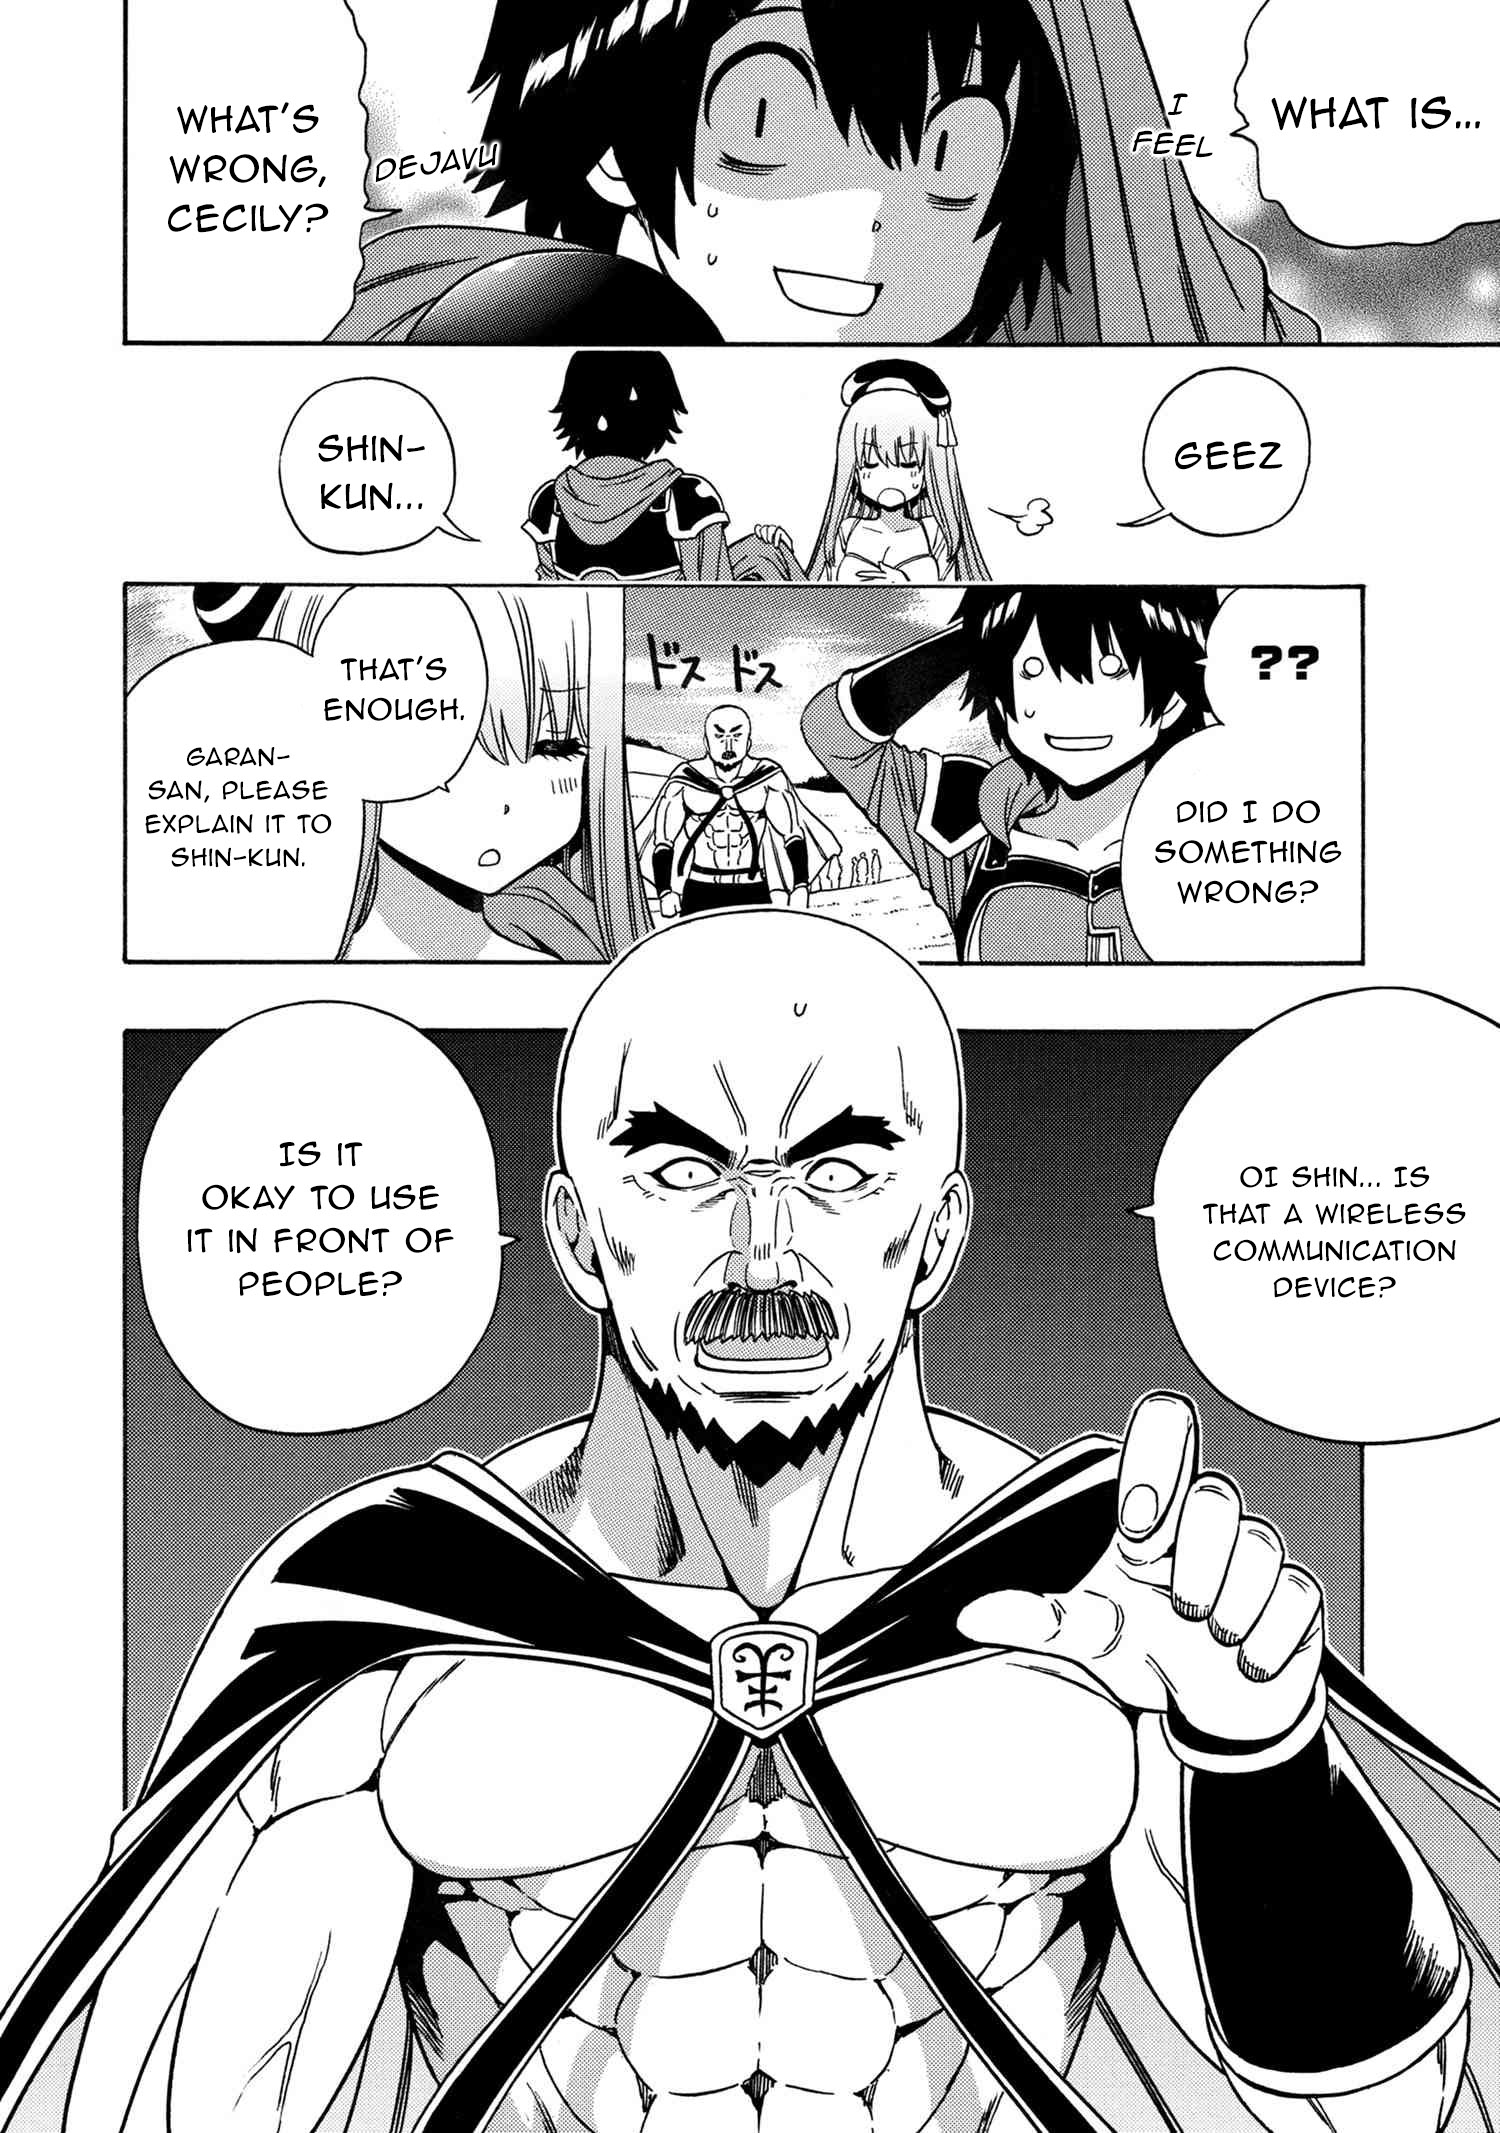 WHAT IS...
I
FEEL
DEJAVU
WHAT'S
WRONG,
CECILY?
GEEZ
SHIN-
KUN...
??
DID I DO
SOMETHING
WRONG?
ドス
ドス
THAT'S
ENOUGH.
GARAN-
SAN, PLEASE
EXPLAIN IT TO
SHIN-KUN.
OI SHIN... IS
THAT A WIRELESS
COMMUNICATION
DEVICE?
IS IT
OKAY TO USE
IT IN FRONT OF
PEOPLE?